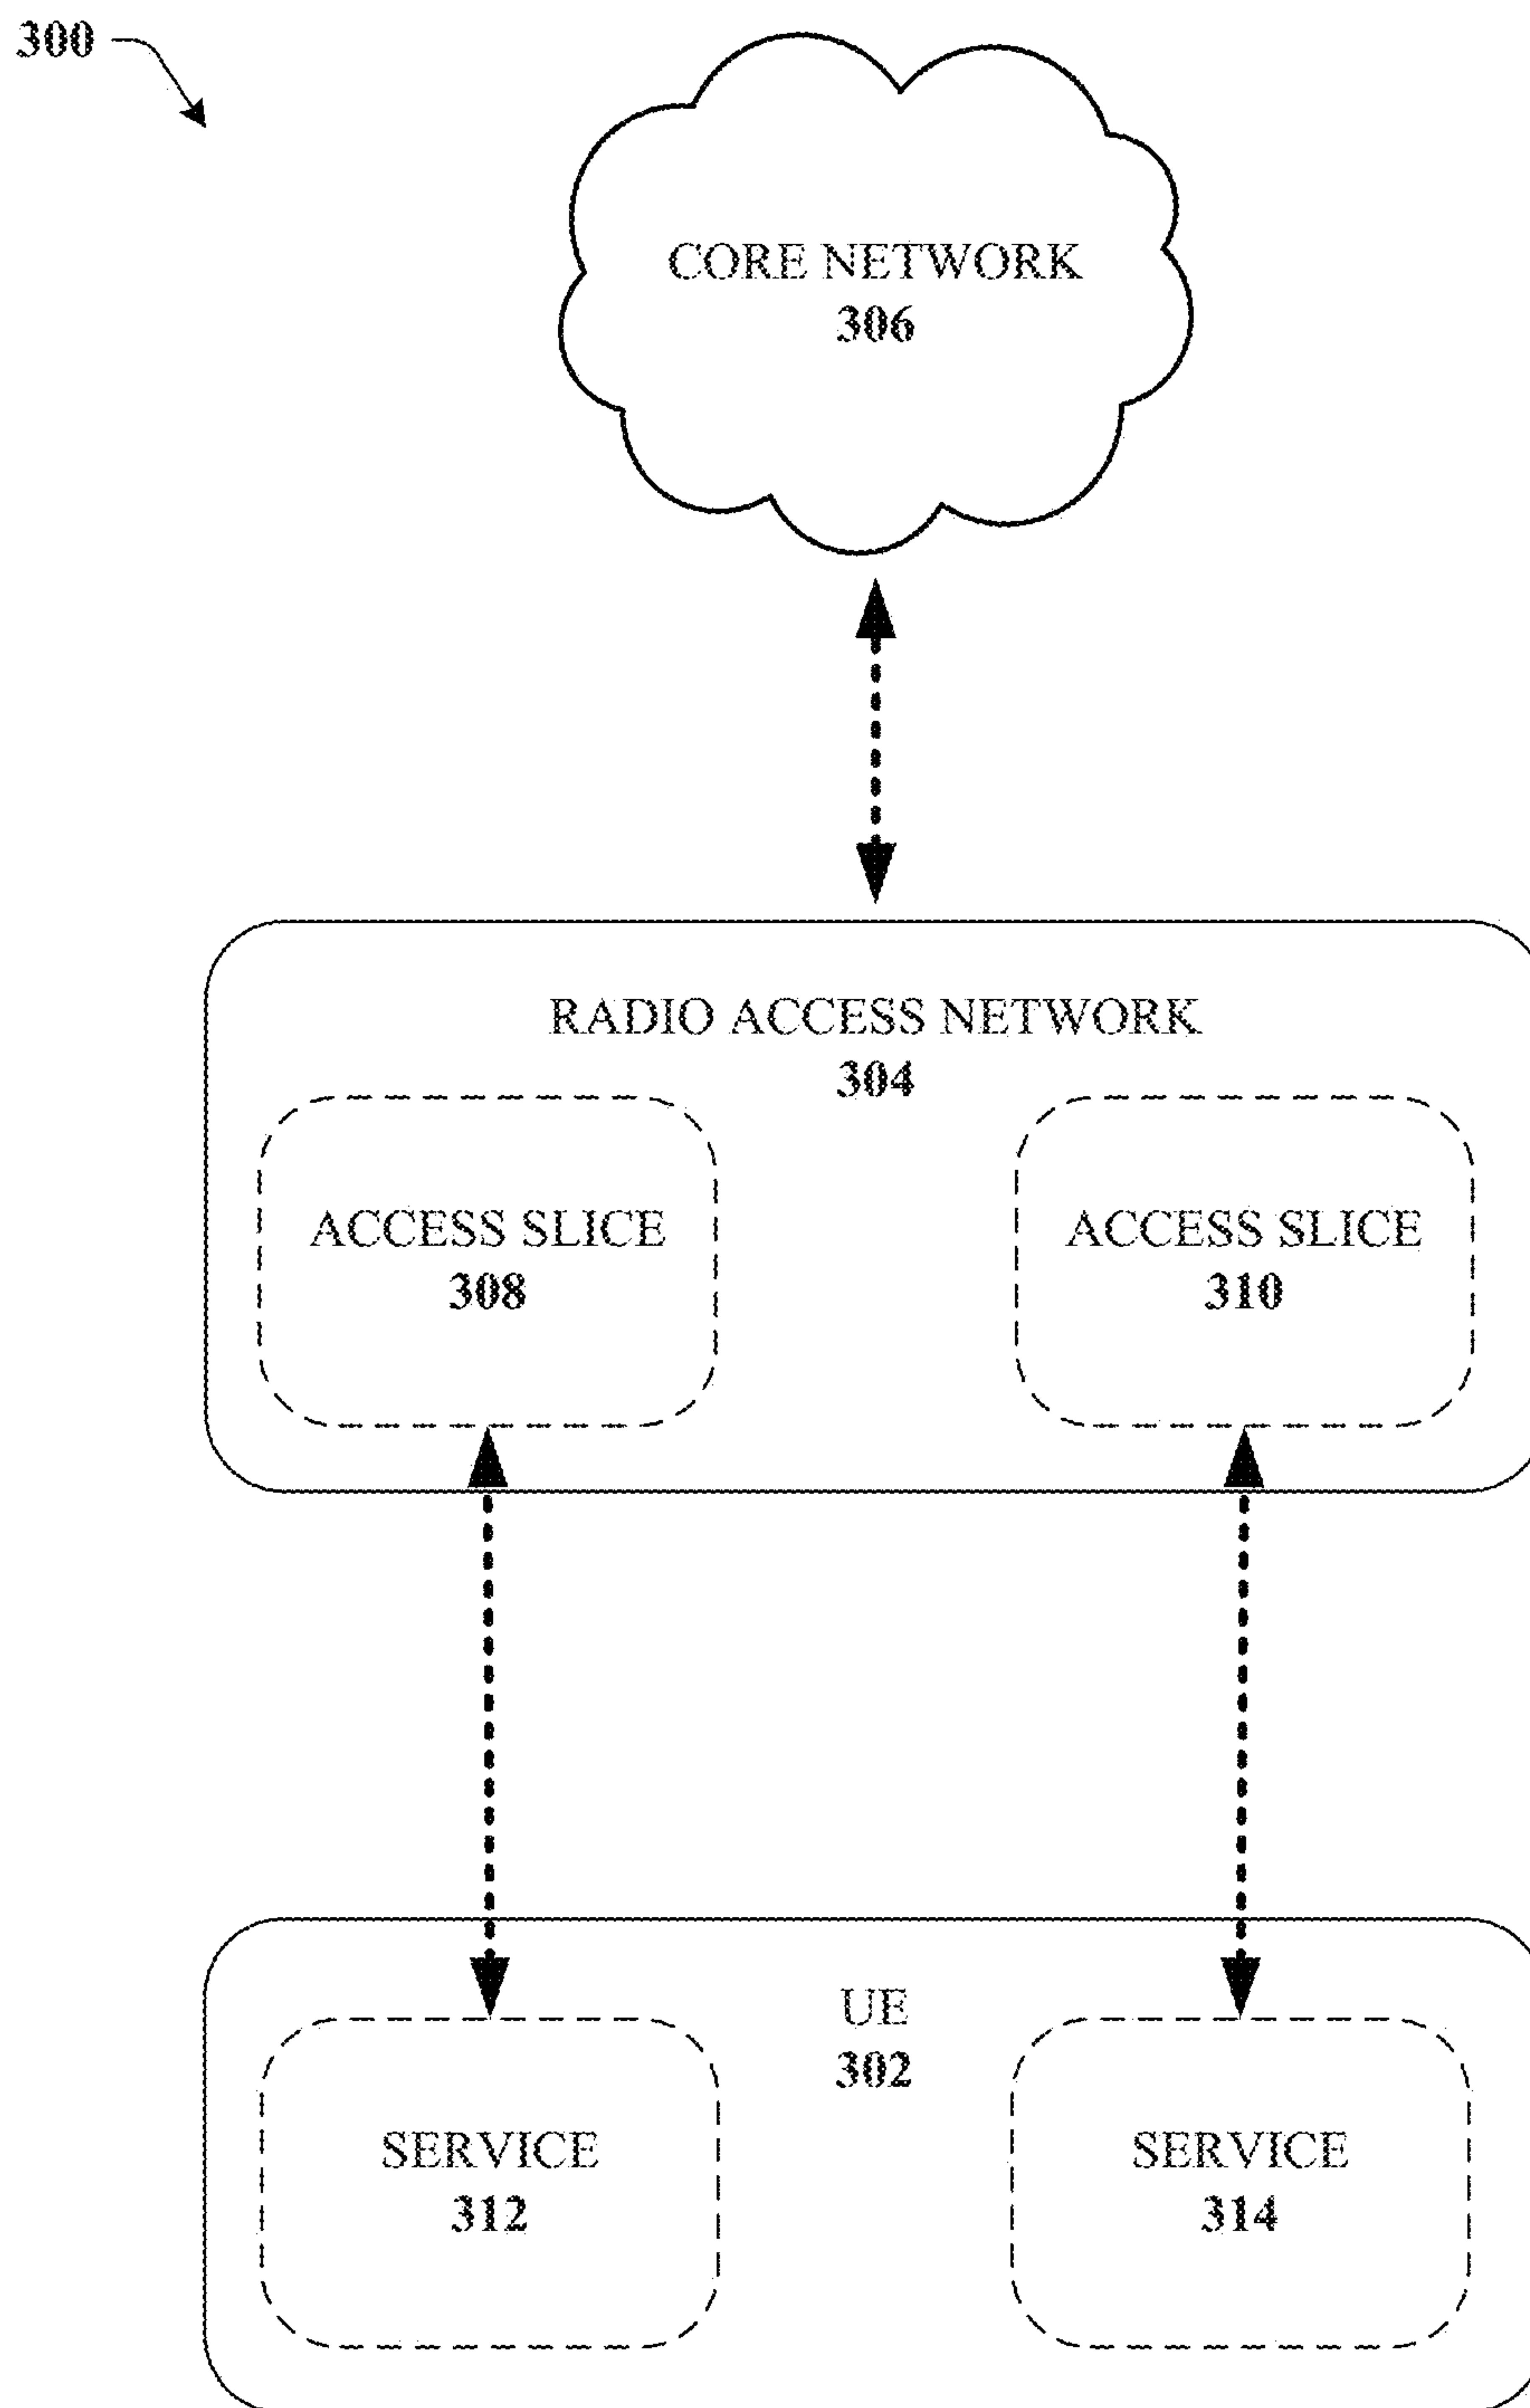 300
CORE NETWORK
306
RADIO ACCESS NETWORK
304
ACCESS SLICE
308
ACCESS SLICE
310
UE
302
SERVICE
312
SERVICE
314